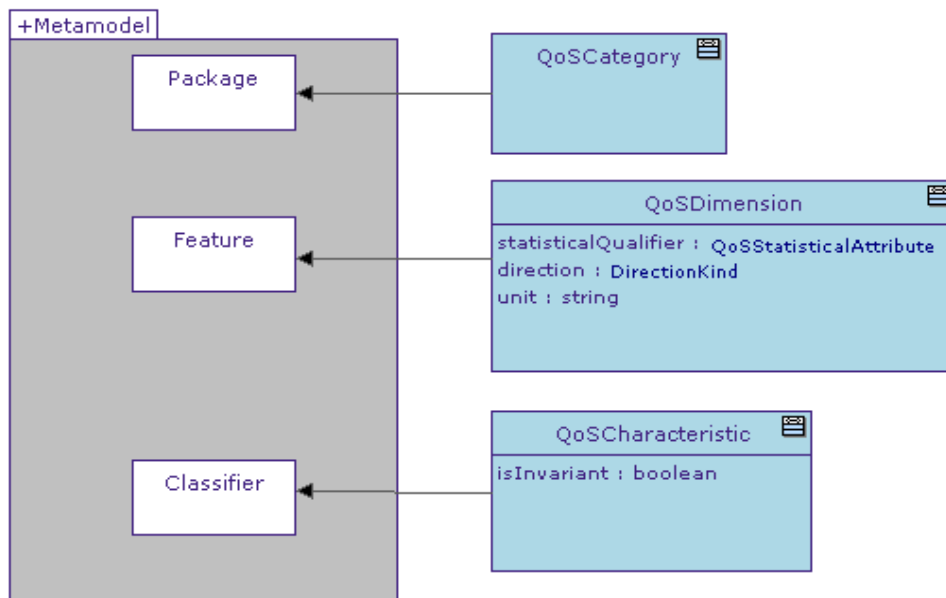 +Metamodel
Package
QoSCategory
Feature
QoSDimension
statisticalQualifier : QoSStatisticalAttribute
direction : DirectionKind
unit : string
Classifier
QoSCharacteristic
isInvariant : boolean